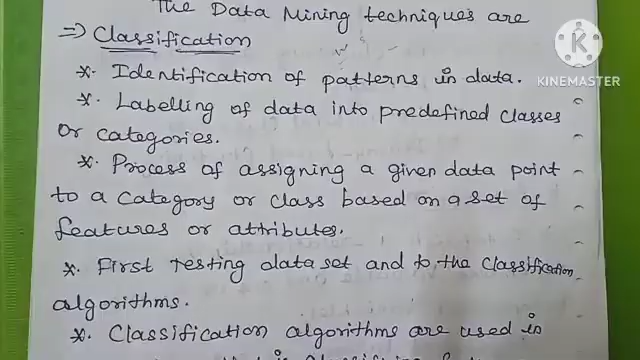 The Data Mining techniques are
⇒ Classification
*. Identification of patterns in data.
*. Labelling of data into predefined classes
or categories.
*. Process of assigning a given data point
to a category or class based on a set of
features or attributes.
*. First testing data set and to the classification
algorithms.
*. Classification algorithms are used in
K
KINEMASTER